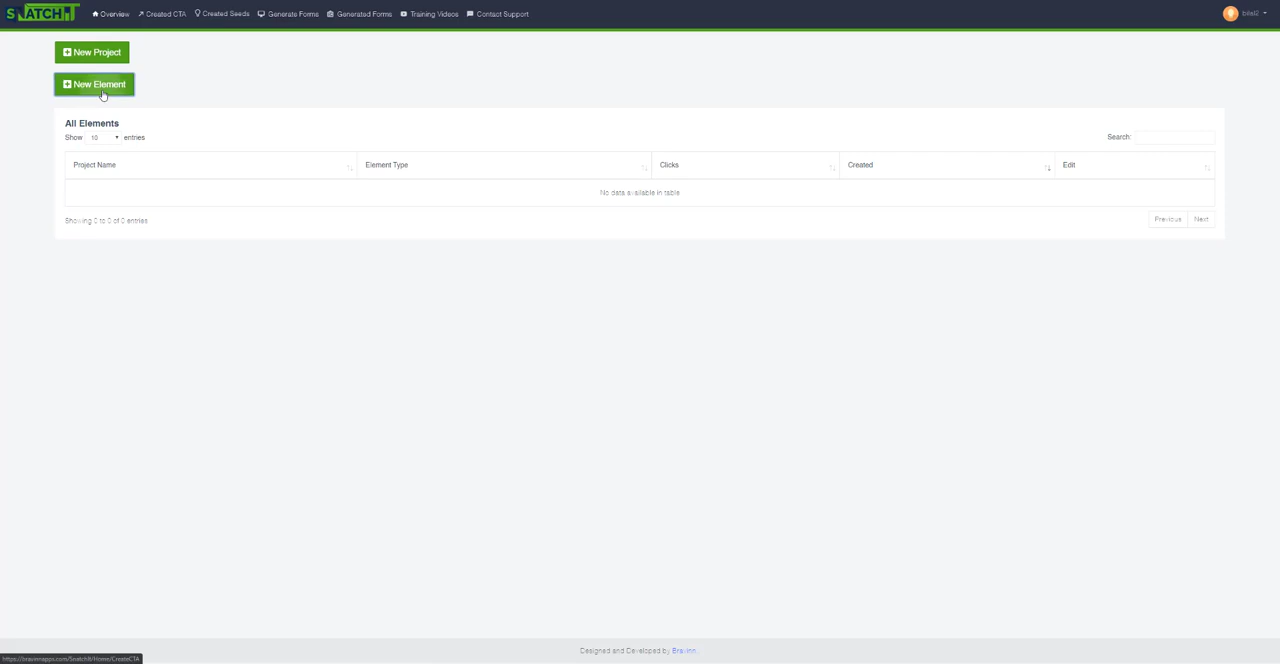 SNATCHIT Overview Created CTA Created Seeds Generate Forms Generated Forms Training Videos Contact Support bilal2
New Project
New Element
All Elements
Show 10 entries Search:
Project Name Element Type Clicks Created Edit
No data available in table
Showing 0 to 0 of 0 entries Previous Next
Designed and Developed by Bravinn.